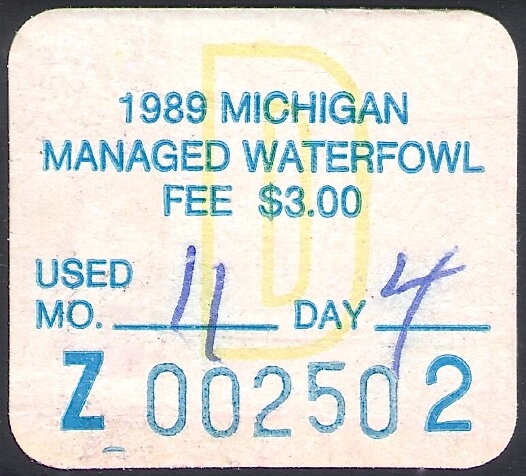 D
1989 MICHIGAN
MANAGED WATERFOWL
FEE $3.00
USED
MO. 11 DAY 4
Z 002502